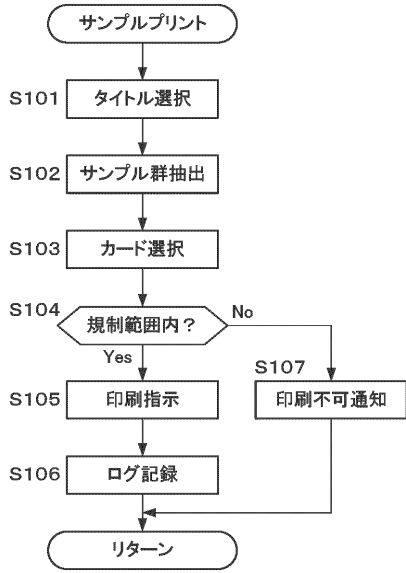 サンプルプリント
S101
タイトル選択
S102
サンプル群抽出
S103
カード選択
S104
規制範囲内？
No
Yes
S107
S105
印刷指示
印刷不可通知
S106
ログ記録
リターン